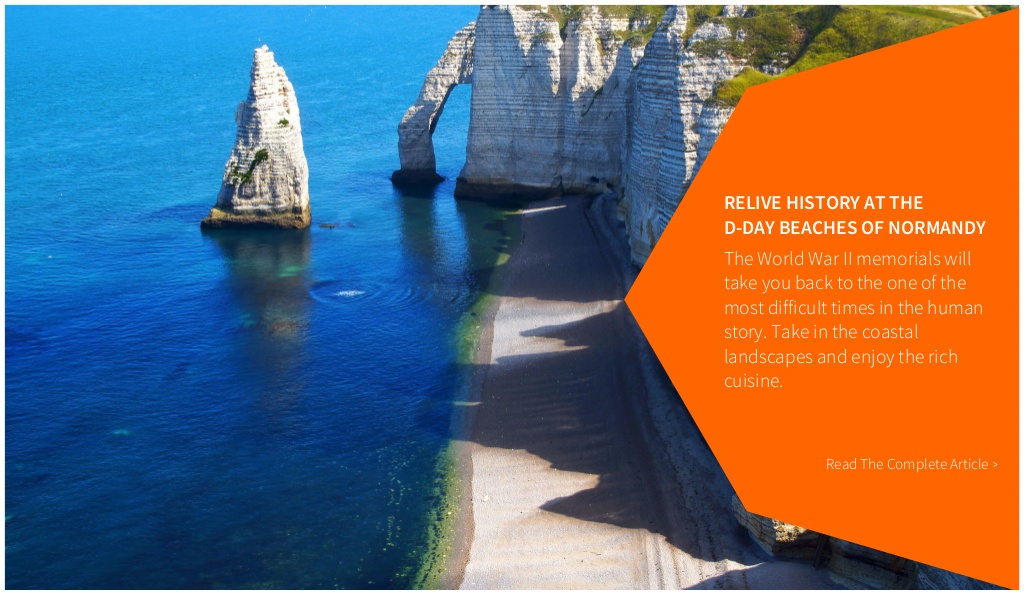 RELIVE HISTORY AT THE
D-DAY BEACHES OF NORMANDY
The World War II memorials will
take you back to the one of the
most difficult times in the human
story. Take in the coastal
landscapes and enjoy the rich
cuisine.
Read The Complete Article >